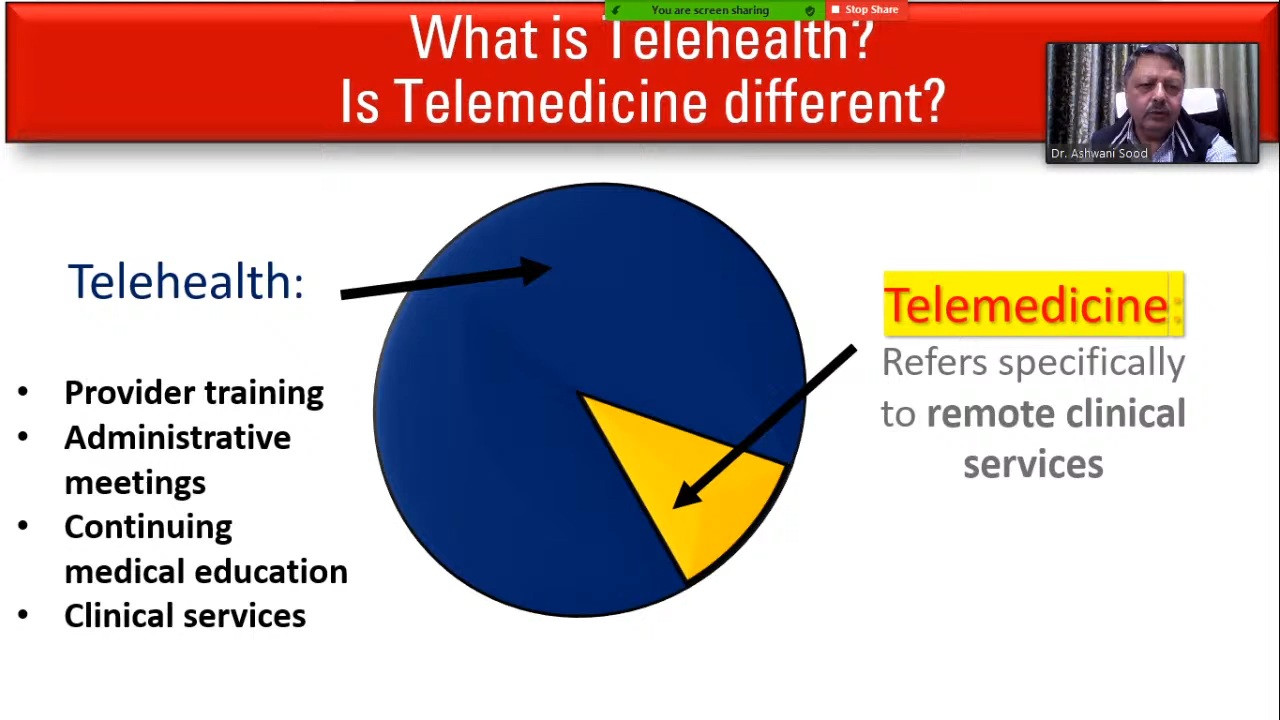 You are screen sharing
Stop Share
What is Telehealth?
Is Telemedicine different?
Dr. Ashwani Sood
Telehealth:
• Provider training
• Administrative
meetings
• Continuing
medical education
• Clinical services
Telemedicine:
Refers specifically
to remote clinical
services